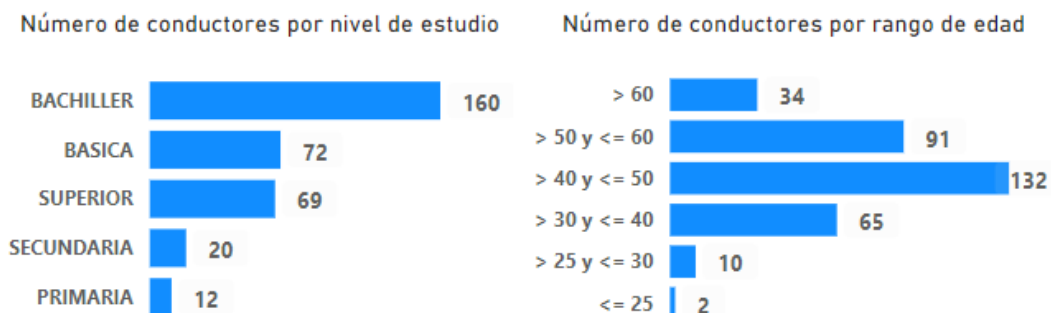 Número de conductores por nivel de estudio
BACHILLER 160
BASICA 72
SUPERIOR 69
SECUNDARIA 20
PRIMARIA 12
Número de conductores por rango de edad
> 60 34
> 50 y <= 60 91
> 40 y <= 50 132
> 30 y <= 40 65
> 25 y <= 30 10
<= 25 2